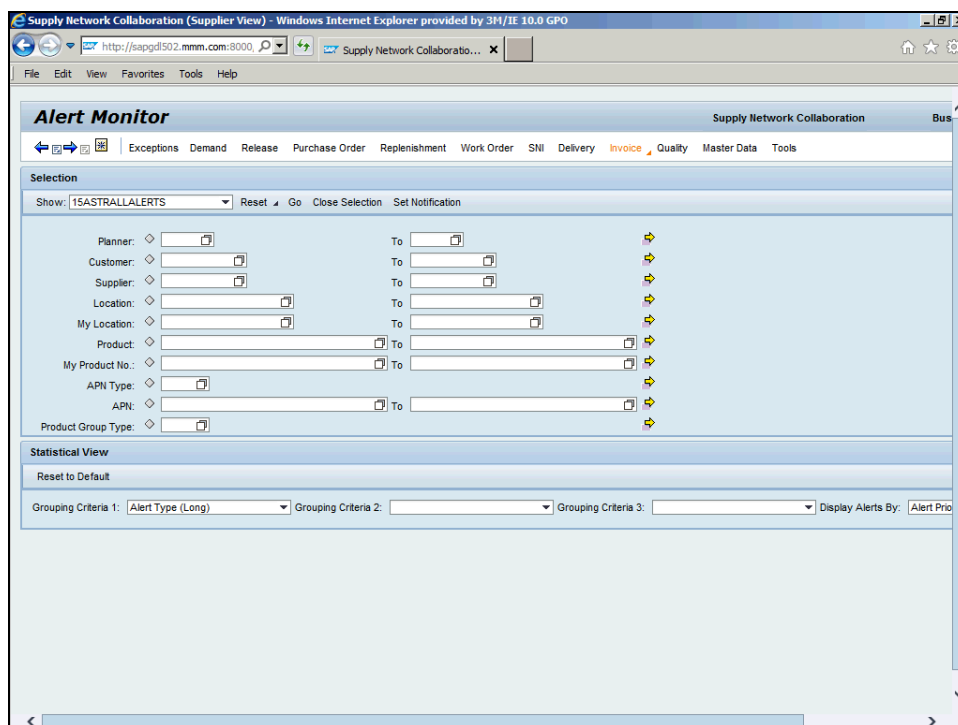 Supply Network Collaboration (Supplier View) - Windows Internet Explorer provided by 3M/IE 10.0 GPO
http://sapgdl502.mmm.com:8000, Supply Network Collaboratio...
File Edit View Favorites Tools Help
Alert Monitor Supply Network Collaboration Bus
Exceptions Demand Release Purchase Order Replenishment Work Order SNI Delivery Invoice Quality Master Data Tools
Selection
Show: 15ASTRALLALERTS Reset Go Close Selection Set Notification
Planner: To
Customer: To
Supplier: To
Location: To
My Location: To
Product: To
My Product No.: To
APN Type:
APN: To
Product Group Type:
Statistical View
Reset to Default
Grouping Criteria 1: Alert Type (Long) Grouping Criteria 2: Grouping Criteria 3: Display Alerts By: Alert Prio